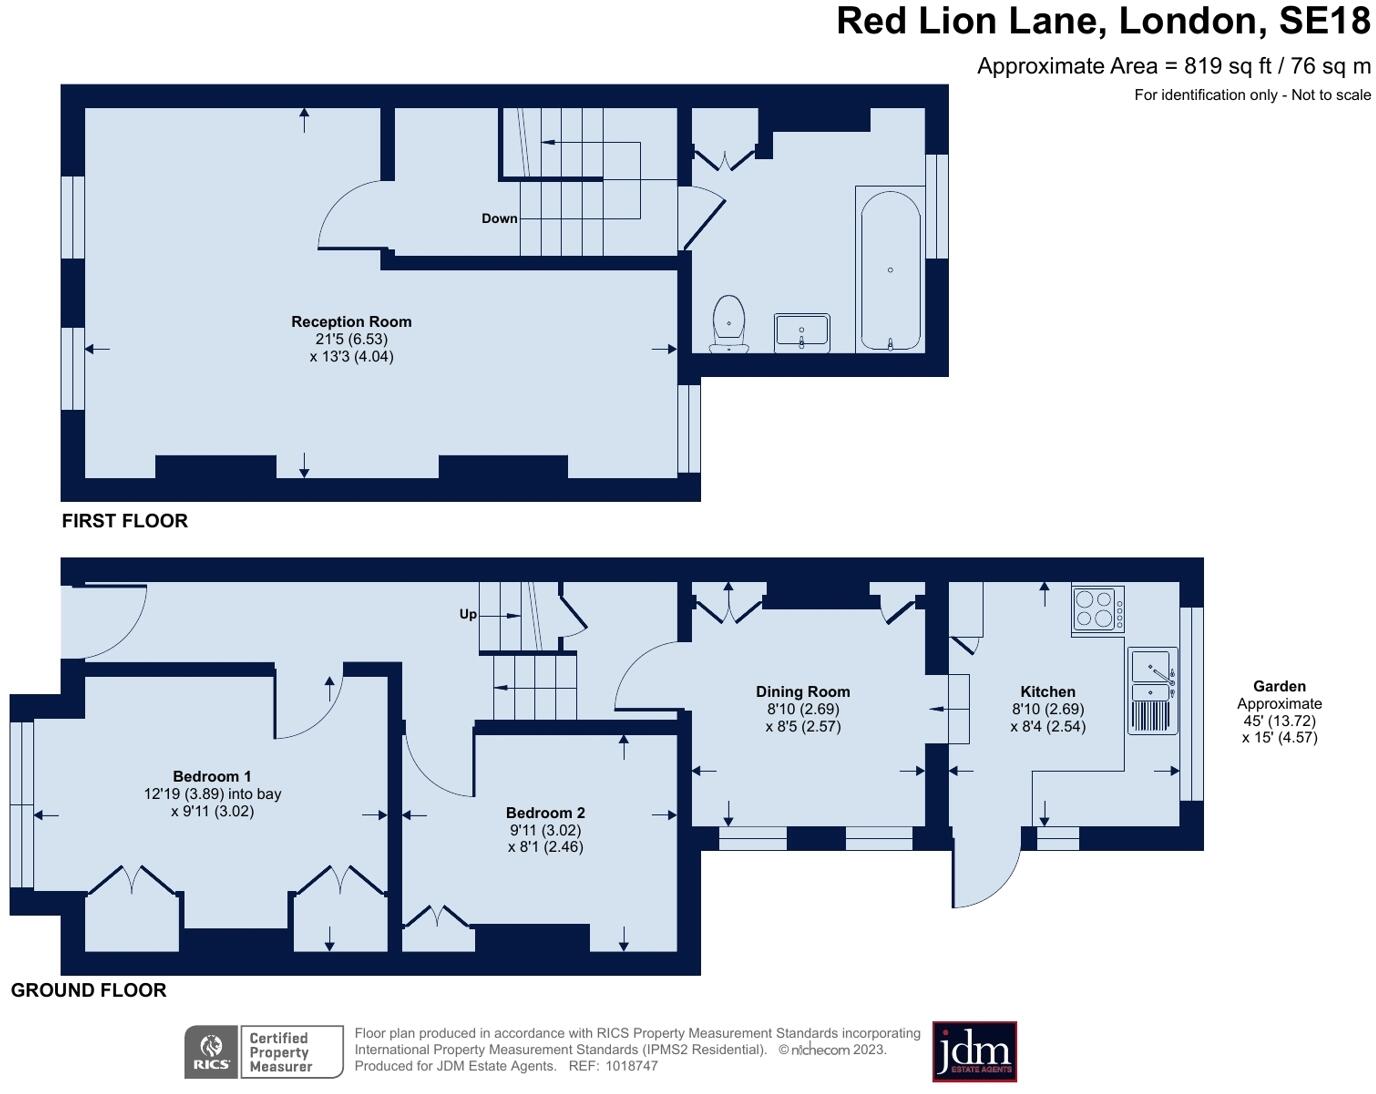 Red Lion Lane, London, SE18
Approximate Area = 819 sq ft / 76 sq m
For identification only - Not to scale
Down
Reception Room
21'5 (6.53)
x 13'3 (4.04)
FIRST FLOOR
Up
Dining Room
8'10 (2.69)
x 8'5 (2.57)
Kitchen
8'10 (2.69)
x 8'4 (2.54)
Garden
Approximate
45' (13.72)
x 15' (4.57)
Bedroom 1
12'19 (3.89) into bay
x 9'11 (3.02)
Bedroom 2
9'11 (3.02)
x 8'1 (2.46)
GROUND FLOOR
RICS
Certified
Property
Measurer
Floor plan produced in accordance with RICS Property Measurement Standards incorporating
International Property Measurement Standards (IPMS2 Residential). © nichecom 2023.
Produced for JDM Estate Agents. REF: 1018747
jdm
ESTATE AGENTS